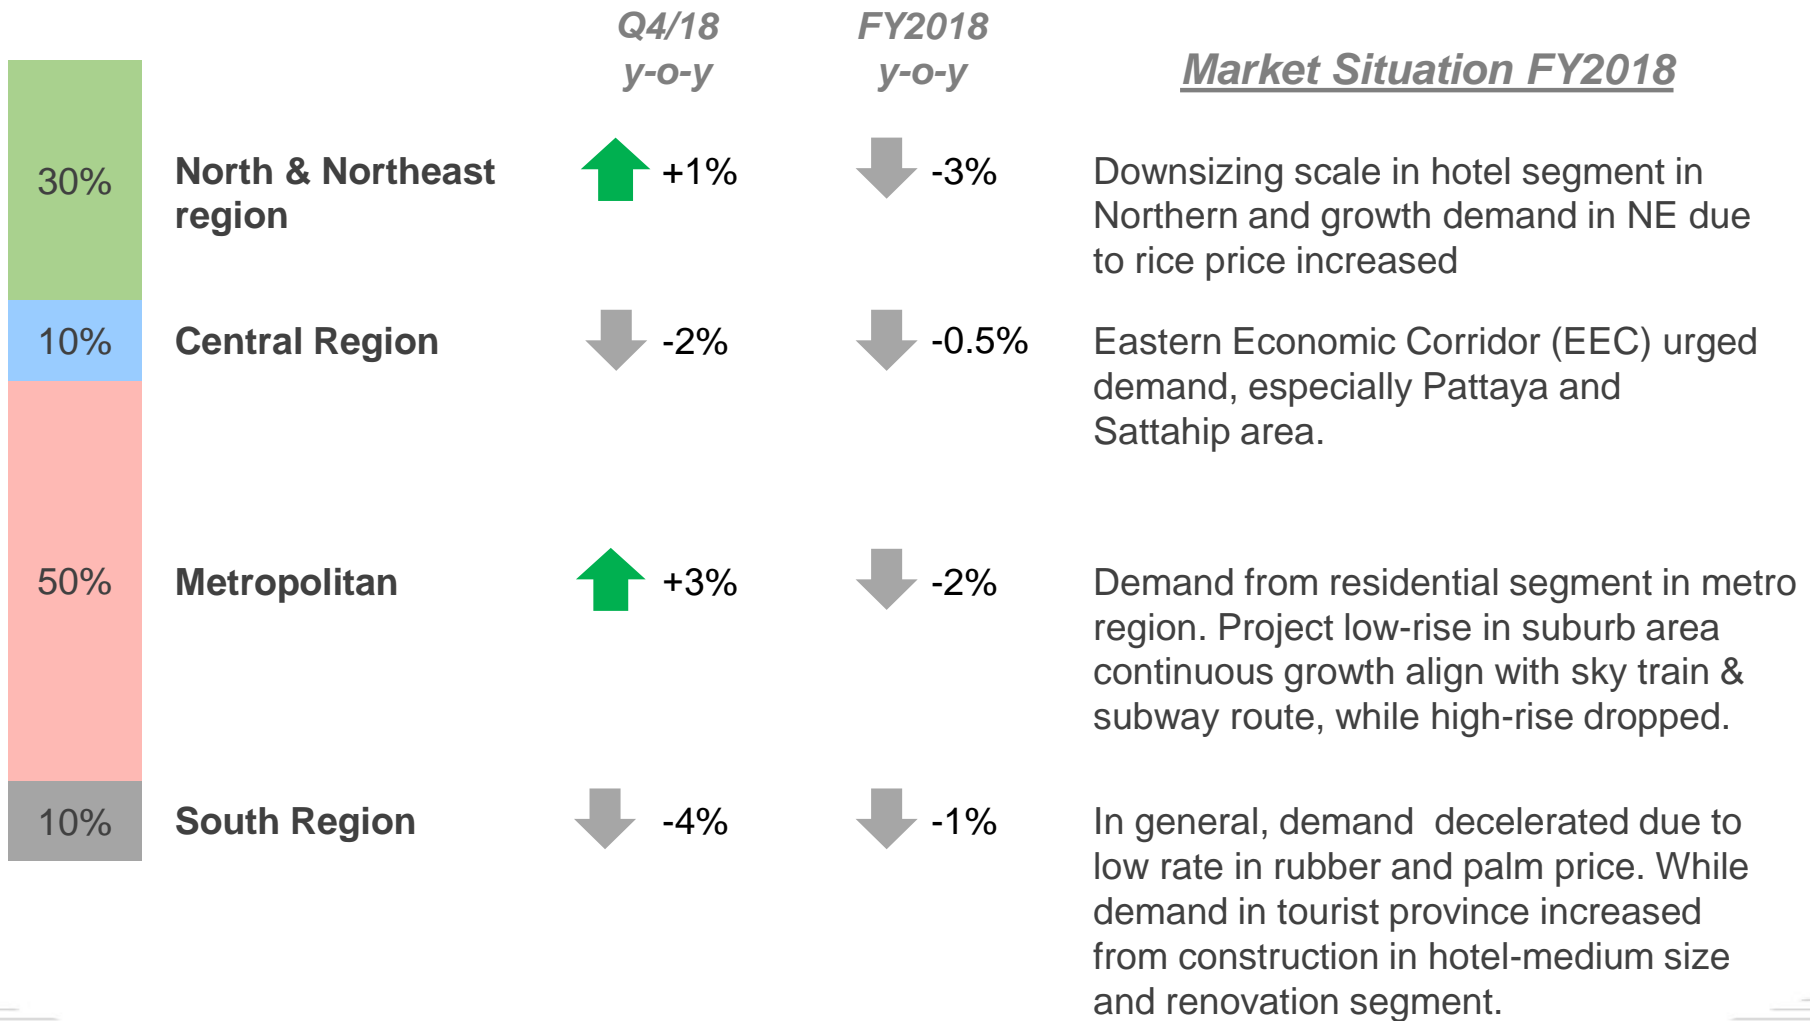 Q4/18
y-o-y
FY2018
y-o-y
Market Situation FY2018
30%
North & Northeast
region
+1%
-3%
Downsizing scale in hotel segment in
Northern and growth demand in NE due
to rice price increased
10%
Central Region
-2%
-0.5%
Eastern Economic Corridor (EEC) urged
demand, especially Pattaya and
Sattahip area.
50%
Metropolitan
+3%
-2%
Demand from residential segment in metro
region. Project low-rise in suburb area
continuous growth align with sky train &
subway route, while high-rise dropped.
10%
South Region
-4%
-1%
In general, demand  decelerated due to
low rate in rubber and palm price. While
demand in tourist province increased
from construction in hotel-medium size
and renovation segment.